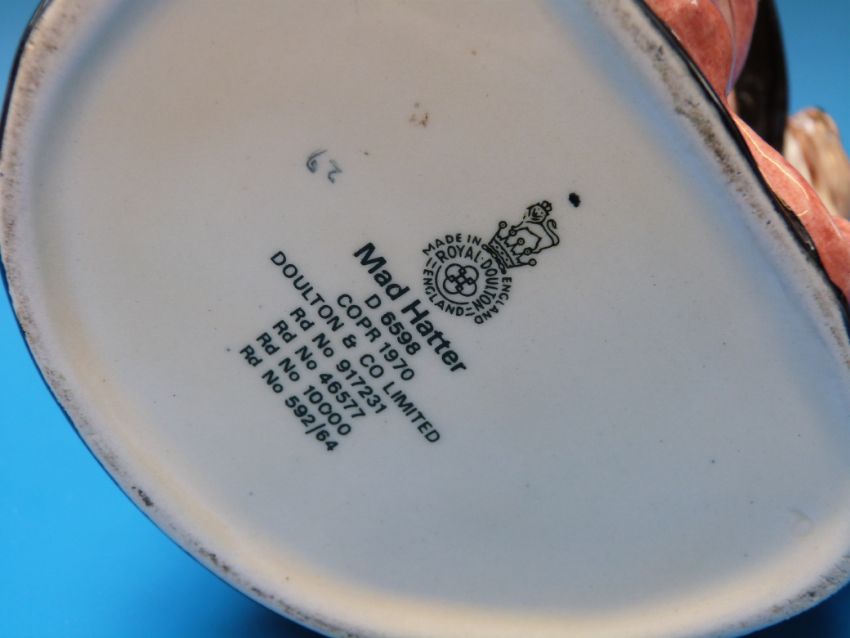 29
MADE IN ENGLAND
ROYAL DOULTON
ENGLAND
Mad Hatter
D 6598
COPR 1970
DOULTON & CO LIMITED
Rd No 917231
Rd No 46577
Rd No 10000
Rd No 592/64